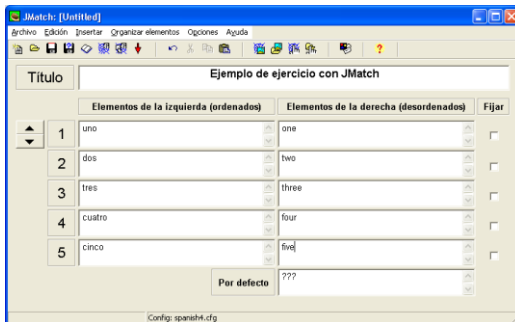 JMatch: [Untitled]
Archivo Edición Insertar Organizar elementos Opciones Ayuda
Título Ejemplo de ejercicio con JMatch
Elementos de la izquierda (ordenados) Elementos de la derecha (desordenados) Fijar
1 uno one
2 dos two
3 tres three
4 cuatro four
5 cinco five
Por defecto ???
Config: spanish4.cfg